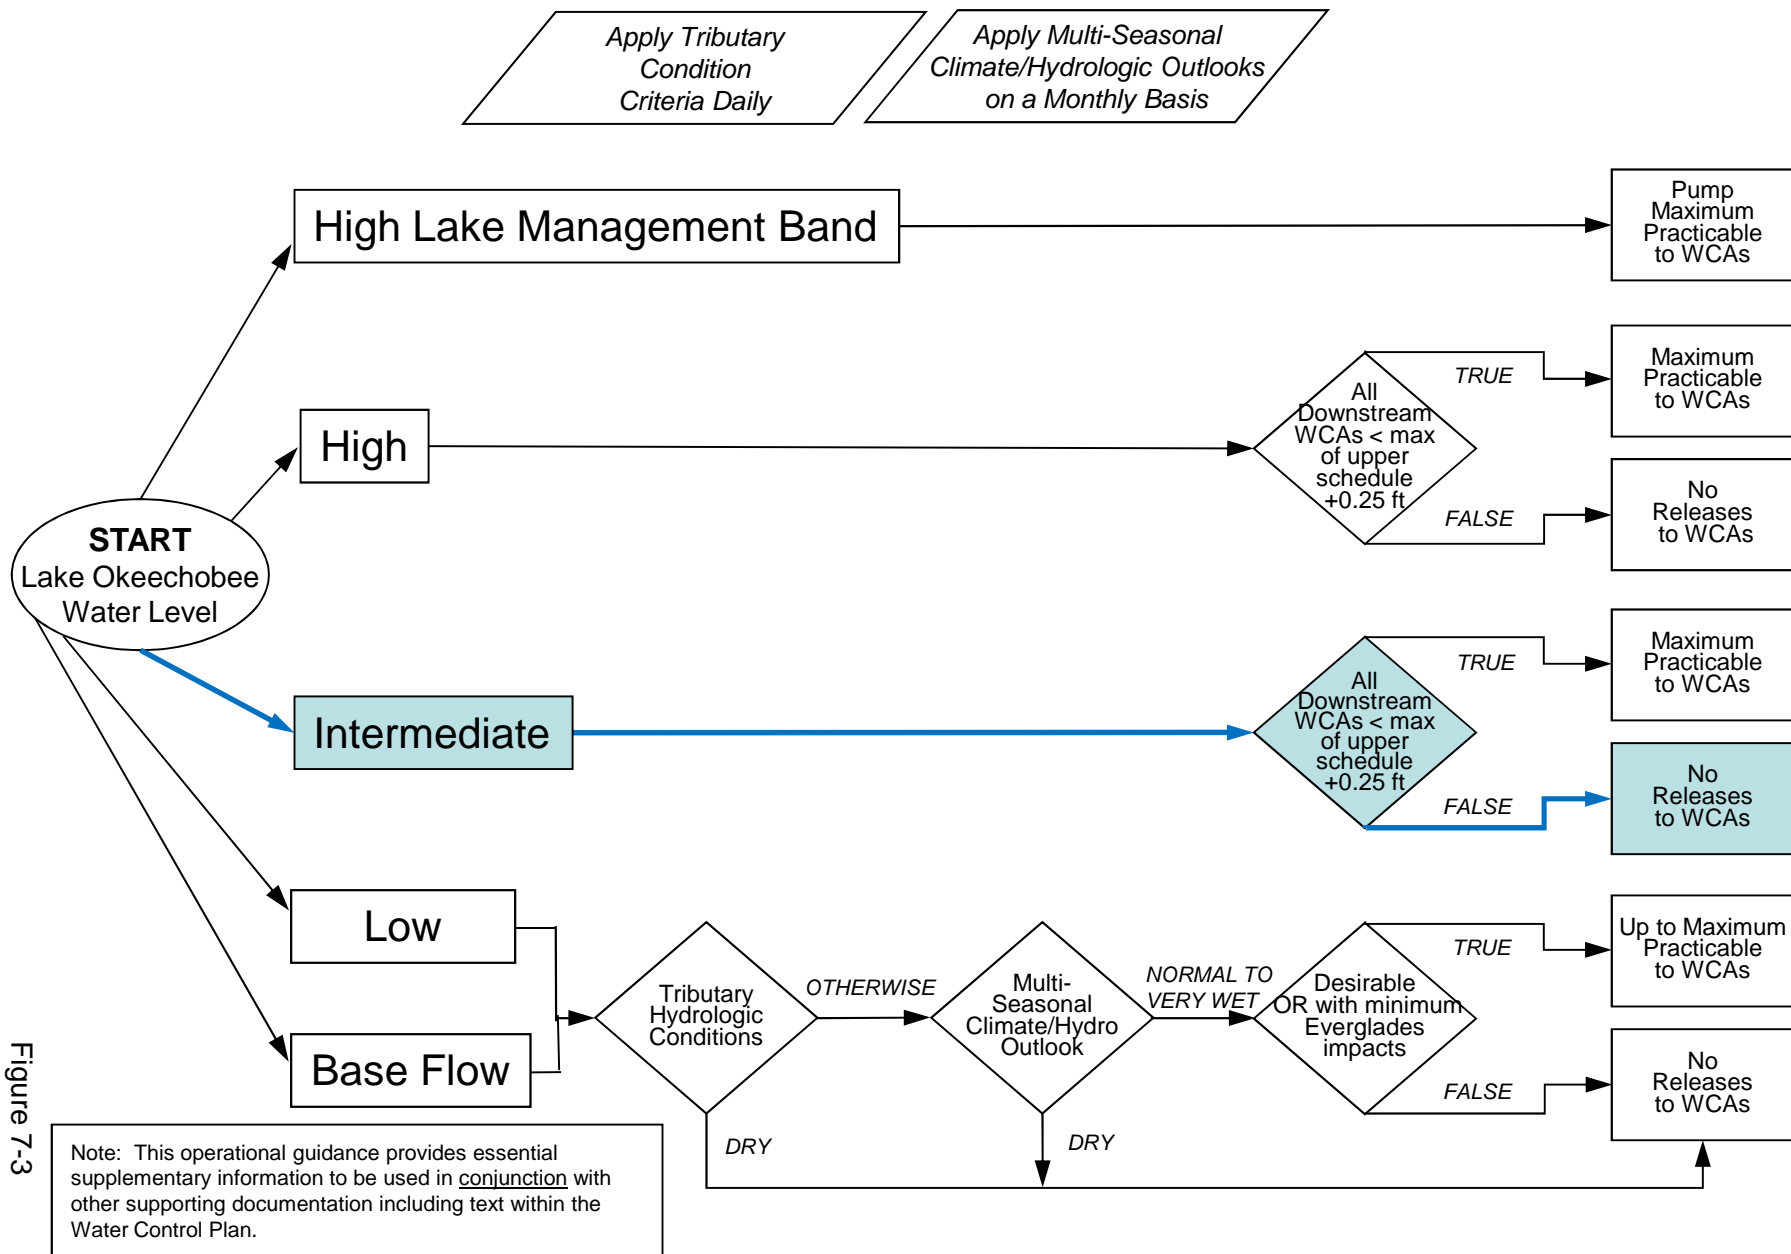 Apply Tributary
Condition
Criteria Daily
Apply Multi-Seasonal
Climate/Hydrologic Outlooks
on a Monthly Basis
High Lake Management Band
Pump
Maximum
Practicable
to WCAs
High
All
Downstream
WCAs < max
of upper
schedule
+0.25 ft
TRUE
Maximum
Practicable
to WCAs
FALSE
No
Releases
to WCAs
START
Lake Okeechobee
Water Level
Intermediate
All
Downstream
WCAs < max
of upper
schedule
+0.25 ft
TRUE
Maximum
Practicable
to WCAs
FALSE
No
Releases
to WCAs
Low
Base Flow
Tributary
Hydrologic
Conditions
OTHERWISE
DRY
Multi-
Seasonal
Climate/Hydro
Outlook
NORMAL TO
VERY WET
DRY
Desirable
OR with minimum
Everglades
impacts
TRUE
Up to Maximum
Practicable
to WCAs
FALSE
No
Releases
to WCAs
Figure 7-3
Note: This operational guidance provides essential
supplementary information to be used in conjunction with
other supporting documentation including text within the
Water Control Plan.